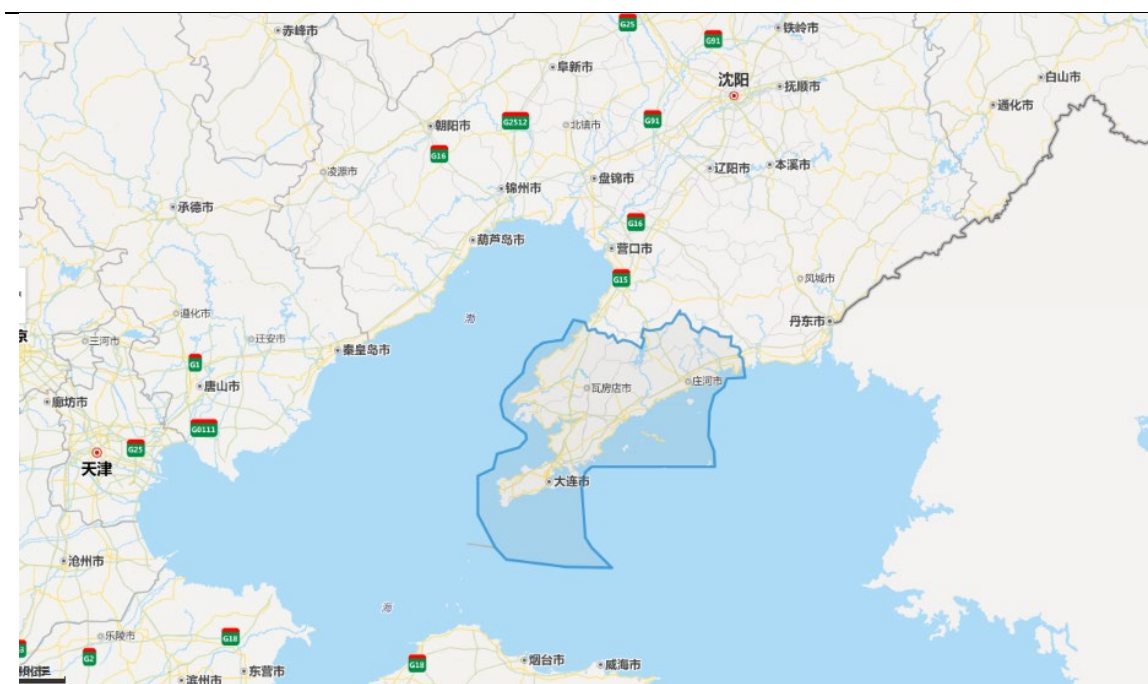 G25
赤峰市
铁岭市
G91
阜新市
沈阳
白山市
抚顺市
通化市
G2512
G91
朝阳市
北镇市
G16
辽阳市
本溪市
凌源市
盘锦市
锦州市
承德市
G16
葫芦岛市
营口市
G15
凤城市
遵化市
渤
丹东市
京
三河市
迁安市
秦皇岛市
G1
唐山市
瓦房店市
庄河市
廊坊市
G0111
G25
天津
大连市
沧州市
海
乐陵市
G18
G2
烟台市
威海市
G18
东营市
滨州市